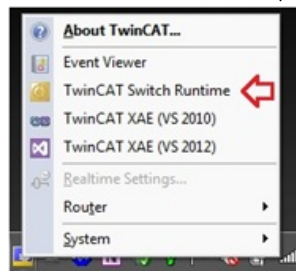 About TwinCAT...
Event Viewer
TwinCAT Switch Runtime
TwinCAT XAE (VS 2010)
TwinCAT XAE (VS 2012)
Realtime Settings...
Router
System